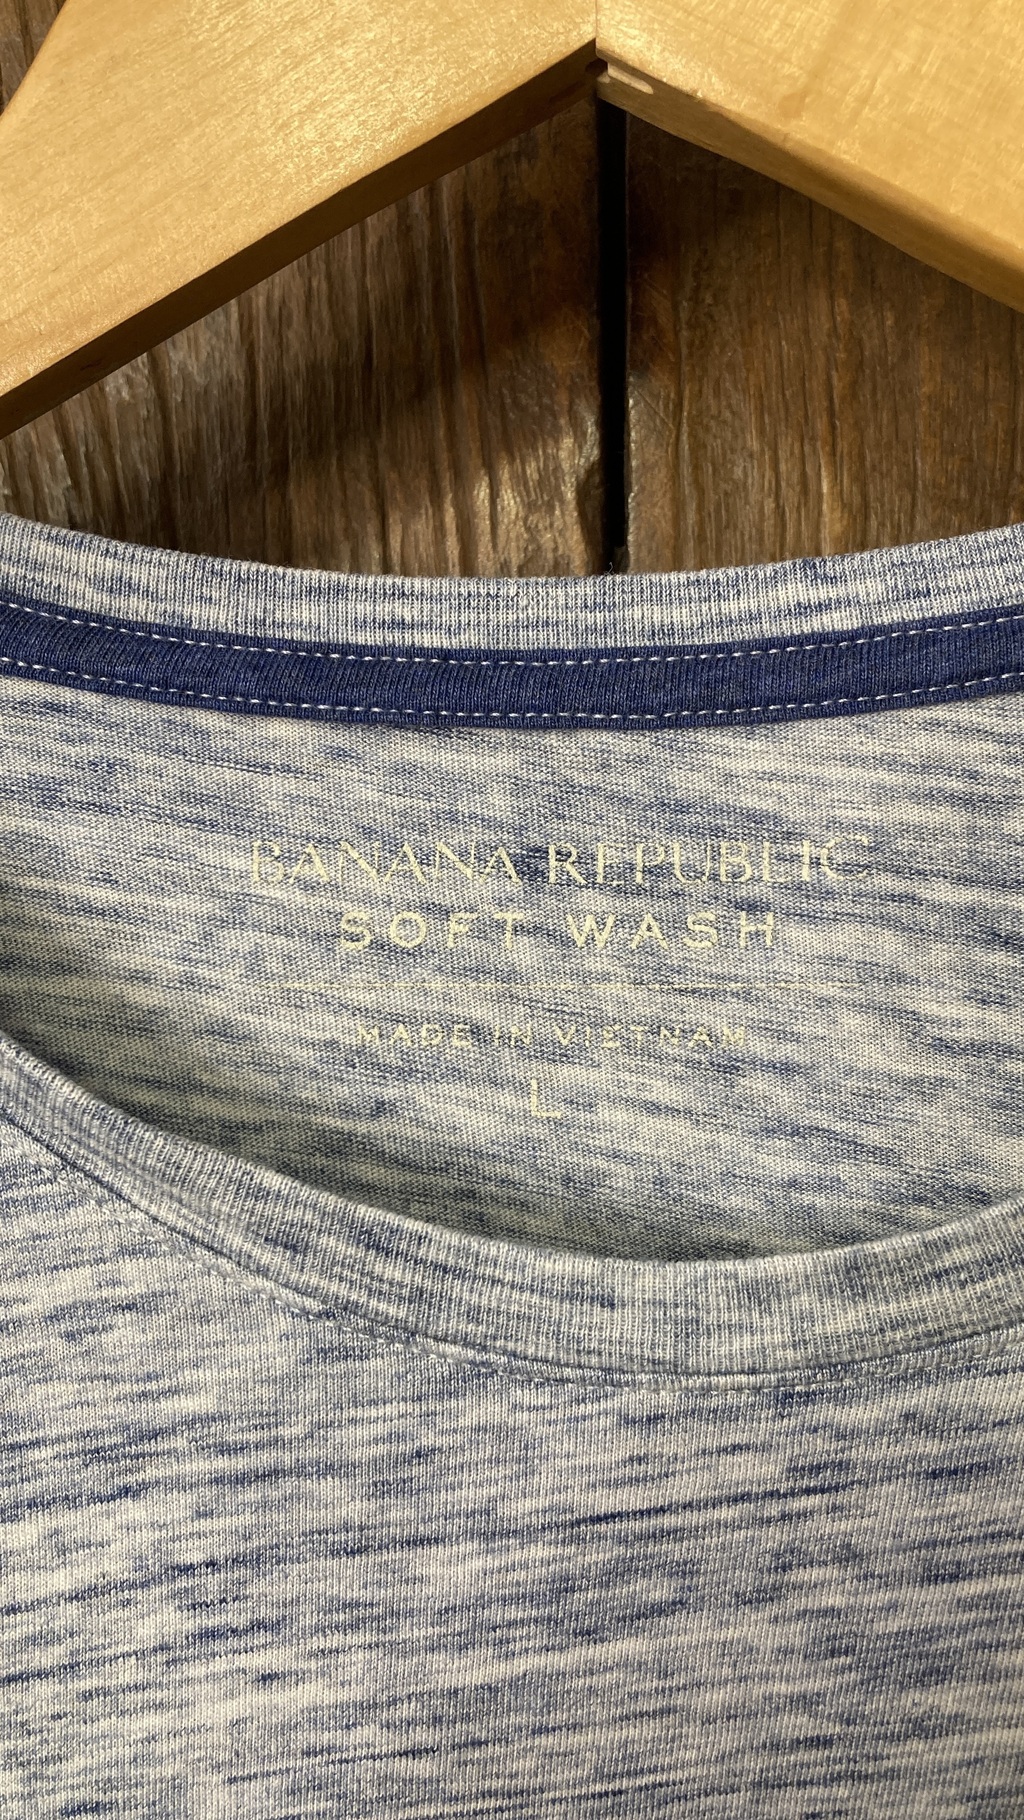 BANANA REPUBLIC
SOFT WASH
MADE IN VIETNAM
L